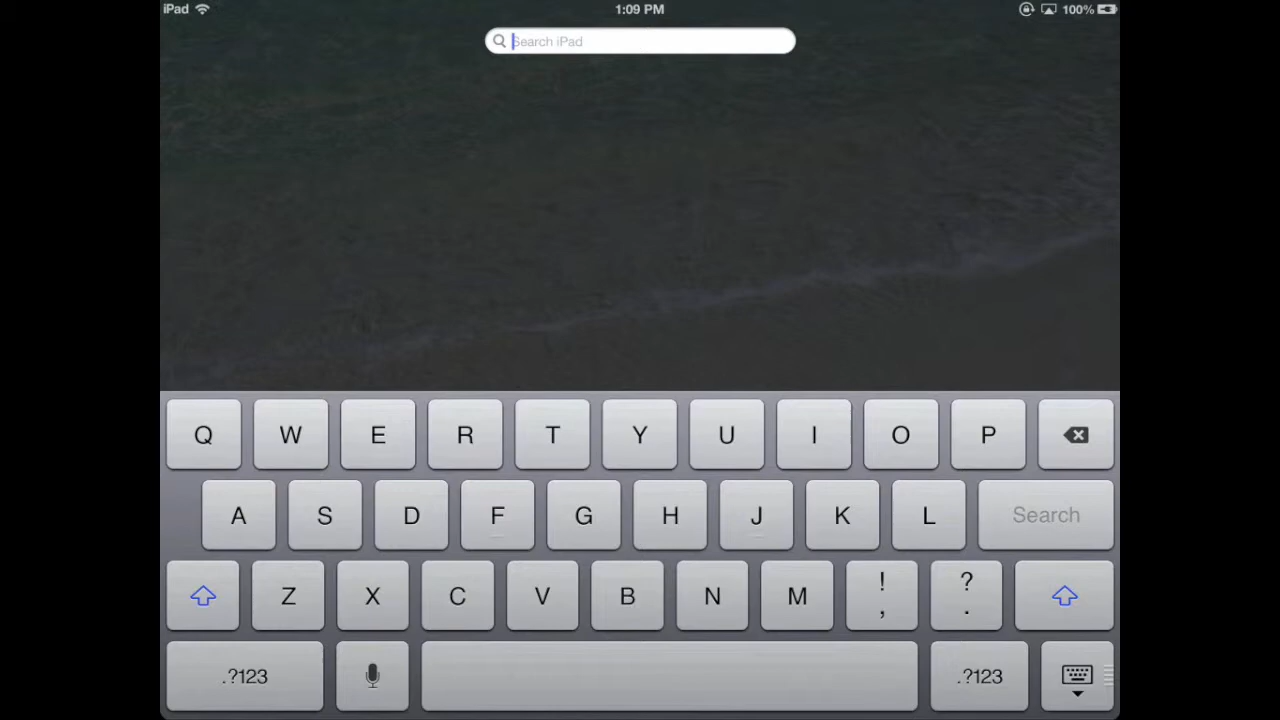 iPad 1:09 PM 100%
Search iPad
Q W E R T Y U I O P
A S D F G H J K L Search
Z X C V B N M ! , ? .
.?123 .?123